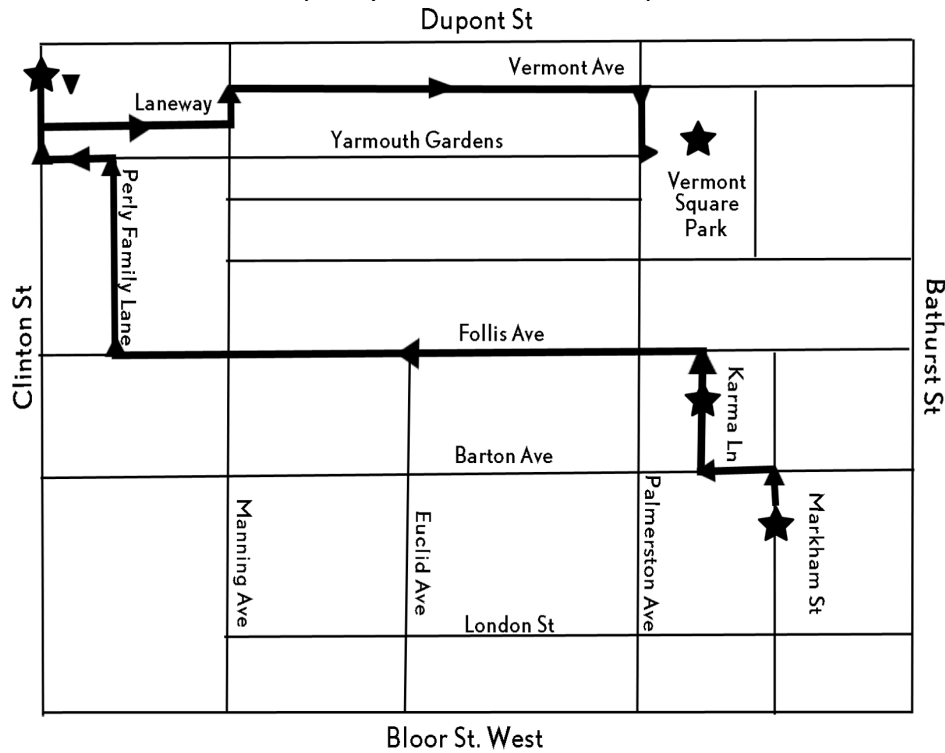 Dupont St
Vermont Ave
Laneway
Yarmouth Gardens
Vermont
Square
Park
Perly Family Lane
Clinton St
Bathurst St
Follis Ave
Karma Ln
Barton Ave
Manning Ave
Euclid Ave
Palmerston Ave
Markham St
London St
Bloor St. West